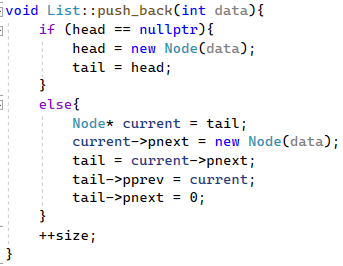 void List::push_back(int data){
    if (head == nullptr){
        head = new Node(data);
        tail = head;
    }
    else{
        Node* current = tail;
        current->pnext = new Node(data);
        tail = current->pnext;
        tail->pprev = current;
        tail->pnext = 0;
    }
    ++size;
}